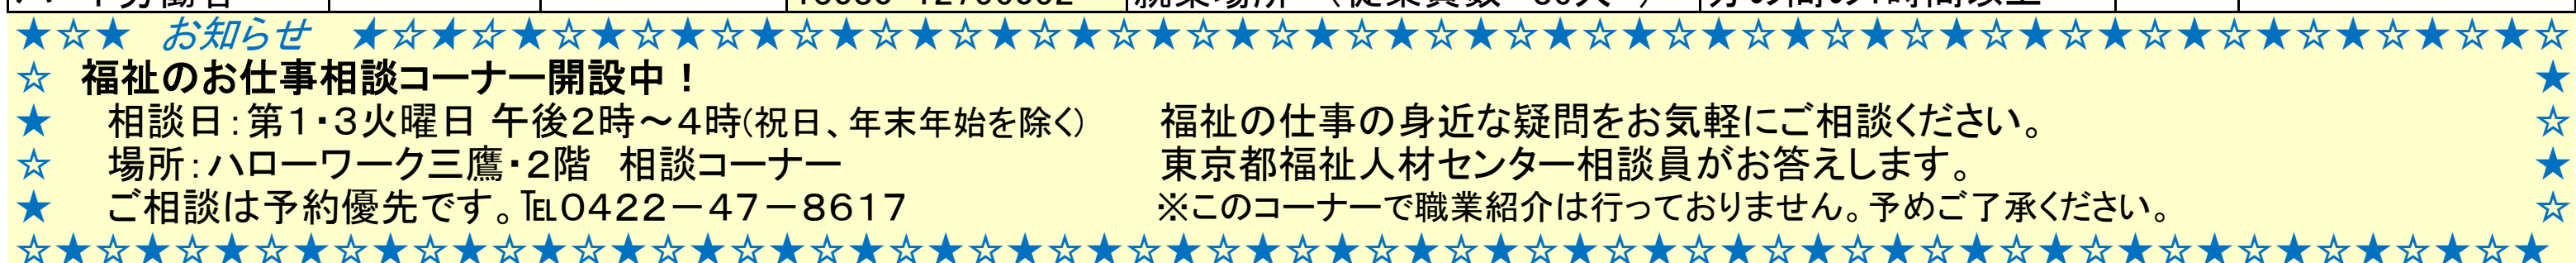 ★☆★ お知らせ ★☆★☆★☆★☆★☆★☆★☆★☆★☆★☆★☆★☆★☆★☆★☆★☆★☆★☆★☆★☆★☆★☆★☆★☆★☆★☆★☆★☆
☆ 福祉のお仕事相談コーナー開設中！ ★
★ 相談日：第１・３火曜日 午後２時～４時(祝日、年末年始を除く) 福祉の仕事の身近な疑問をお気軽にご相談ください。 ☆
☆ 場所：ハローワーク三鷹・２階 相談コーナー 東京都福祉人材センター相談員がお答えします。 ★
★ ご相談は予約優先です。℡０４２２－４７－８６１７ ※このコーナーで職業紹介は行っておりません。予めご了承ください。 ☆
☆★☆★☆★☆★☆★☆★☆★☆★☆★☆★☆★☆★☆★☆★☆★☆★☆★☆★☆★☆★☆★☆★☆★☆★☆★☆★☆★☆★☆★☆★☆★☆★